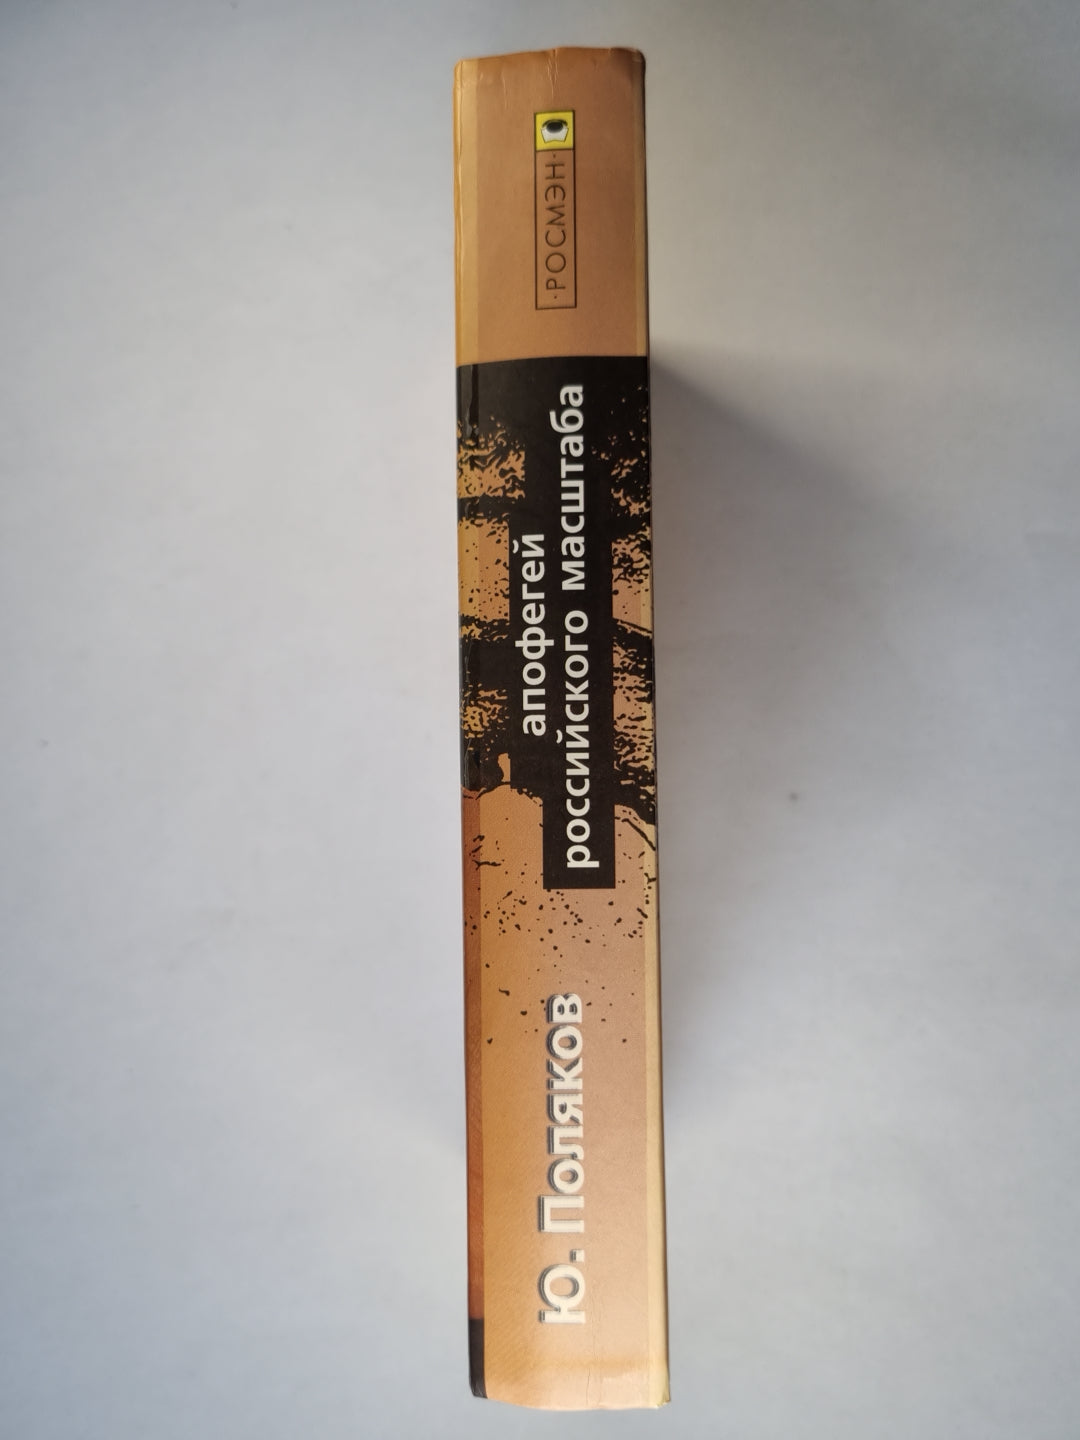 Ю. Поляков
апофегей
российского масштаба
·РОСМЭН·